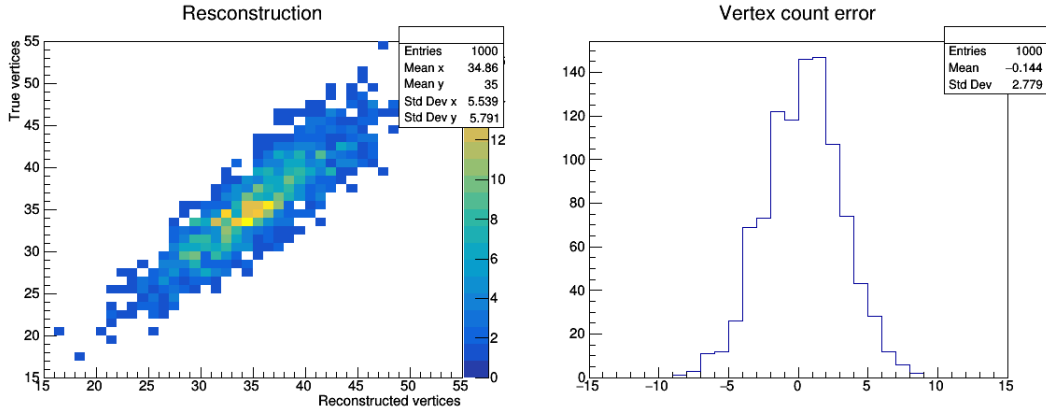 Resconstruction
True vertices
55
50
45
40
35
30
25
20
15
15 20 25 30 35 40 45 50 55
Reconstructed vertices
Entries 1000
Mean x 34.86
Mean y 35
Std Dev x 5.539
Std Dev y 5.791
12
10
8
6
4
2
0
Vertex count error
140
120
100
80
60
40
20
0
−15 −10 −5 0 5 10 15
Entries 1000
Mean −0.144
Std Dev 2.779